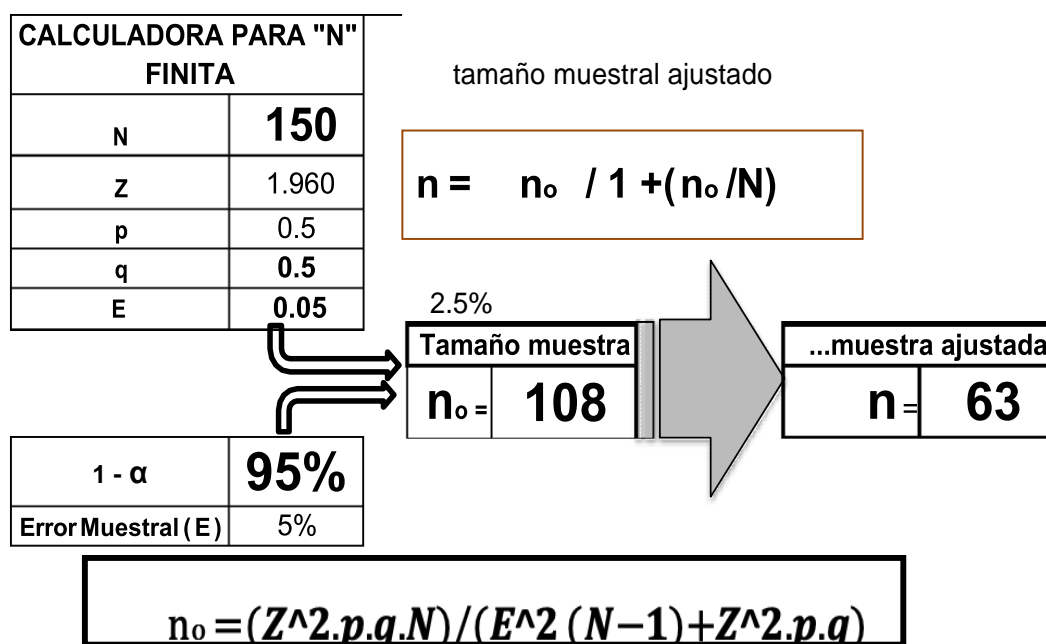 CALCULADORA PARA "N"
FINITA
N 150
Z 1.960
p 0.5
q 0.5
E 0.05
tamaño muestral ajustado
n = nₒ / 1 +(nₒ/N)
2.5%
Tamaño muestra
nₒ = 108
...muestra ajustada
n = 63
1 - α 95%
Error Muestral ( E ) 5%
nₒ =(Z^2.p.q.N)/(E^2 (N−1)+Z^2.p.q)